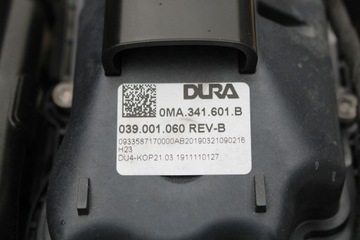 DURA
0MA.341.601.B
039.001.060 REV-B
0933587170000AB20190321090216
H23
DU4-KOP21.03.1911110127